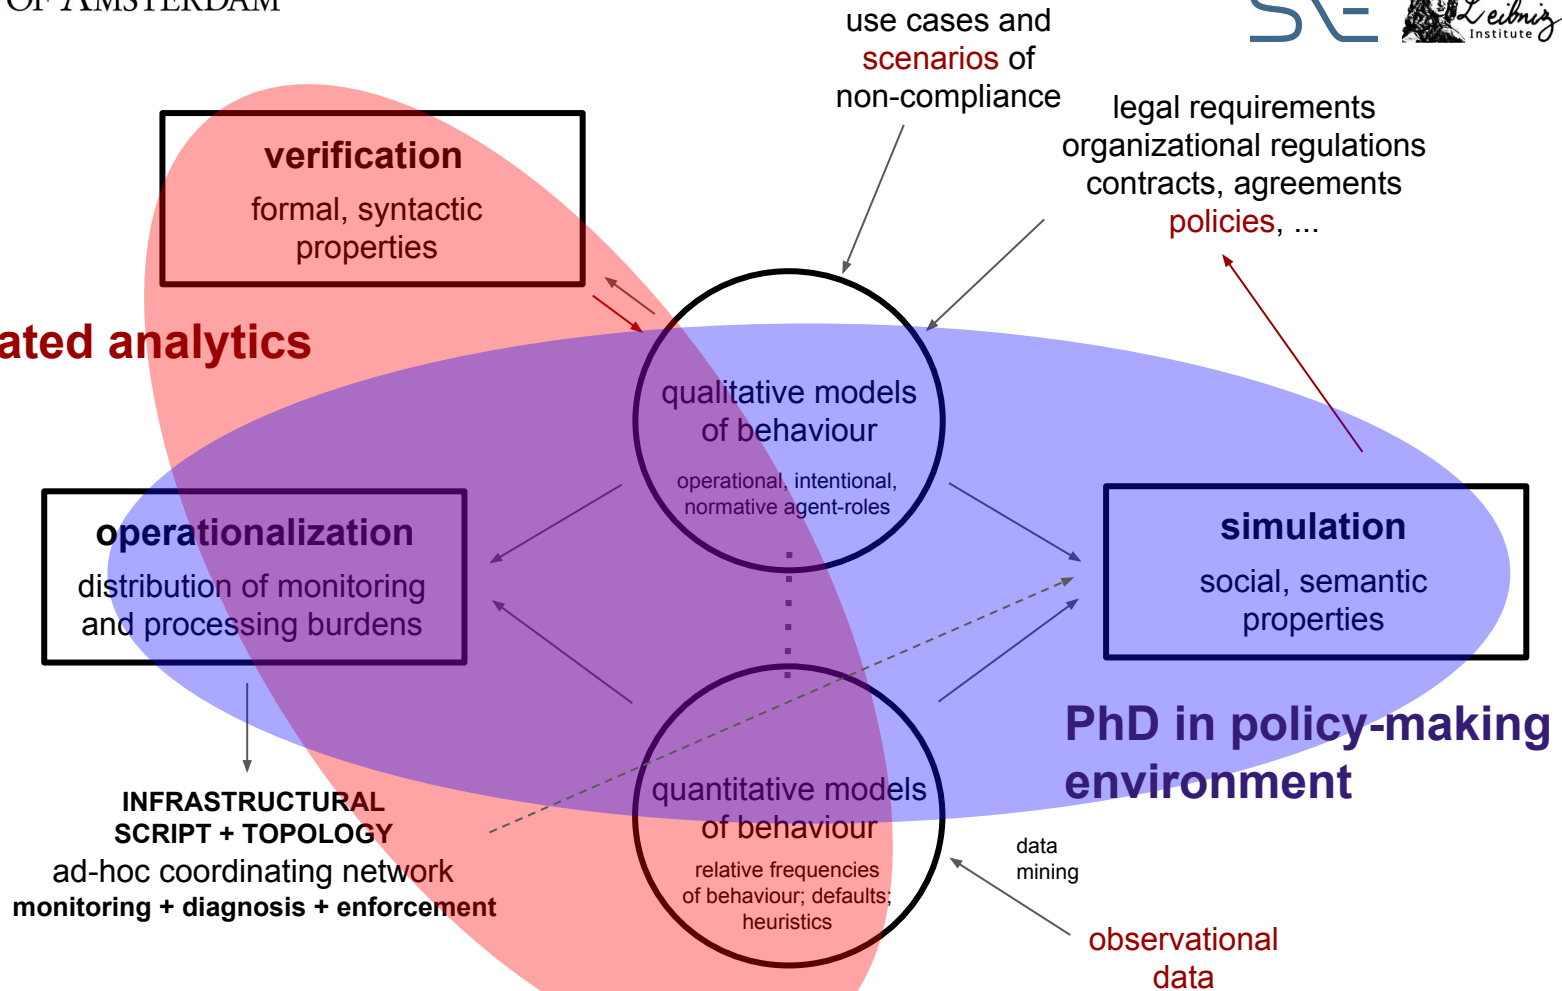 OF AMSTERDAM
Leibniz
Institute
use cases and
scenarios of
non-compliance
legal requirements
organizational regulations
contracts, agreements
policies, ...
verification
formal, syntactic
properties
ated analytics
qualitative models
of behaviour
operational, intentional,
normative agent-roles
operationalization
distribution of monitoring
and processing burdens
simulation
social, semantic
properties
PhD in policy-making
environment
INFRASTRUCTURAL
SCRIPT + TOPOLOGY
ad-hoc coordinating network
monitoring + diagnosis + enforcement
quantitative models
of behaviour
relative frequencies
of behaviour; defaults;
heuristics
data
mining
observational
data